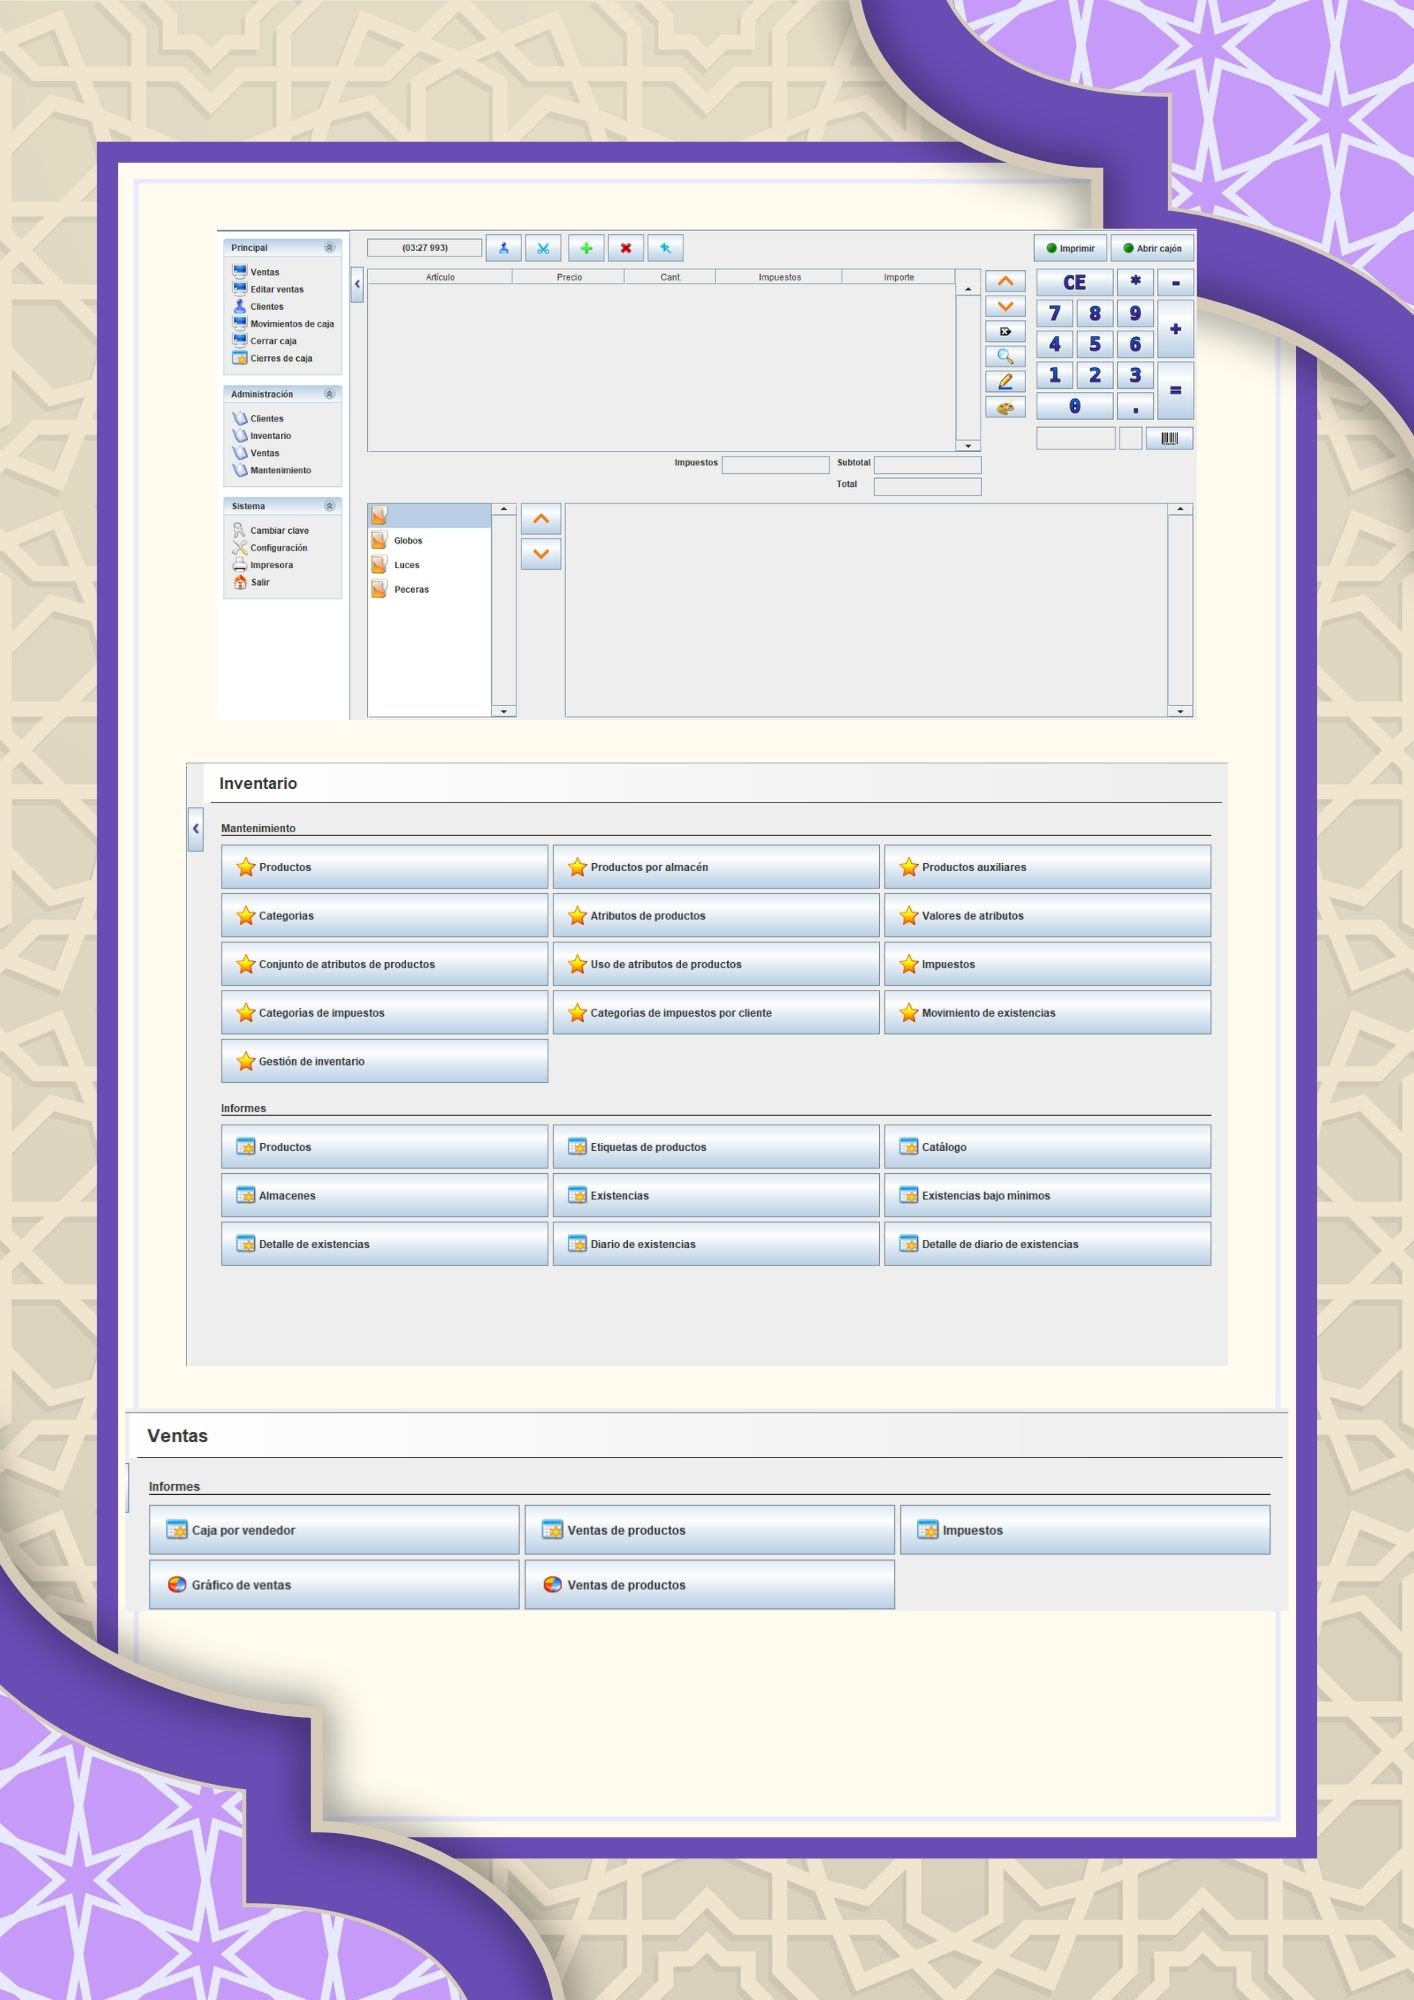 Principal
Ventas
Editar ventas
Clientes
Movimientos de caja
Cerrar caja
Cierres de caja
Administración
Clientes
Inventario
Ventas
Mantenimiento
Sistema
Cambiar clave
Configuración
Impresora
Salir
(03:27 993)
Imprimir Abrir cajón
Artículo Precio Cant. Impuestos Importe
CE * -
7 8 9 +
4 5 6
1 2 3 =
0 .
Impuestos Subtotal
Total
Globos
Luces
Peceras
Inventario
Mantenimiento
Productos Productos por almacén Productos auxiliares
Categorías Atributos de productos Valores de atributos
Conjunto de atributos de productos Uso de atributos de productos Impuestos
Categorías de impuestos Categorías de impuestos por cliente Movimiento de existencias
Gestión de inventario
Informes
Productos Etiquetas de productos Catálogo
Almacenes Existencias Existencias bajo mínimos
Detalle de existencias Diario de existencias Detalle de diario de existencias
Ventas
Informes
Caja por vendedor Ventas de productos Impuestos
Gráfico de ventas Ventas de productos